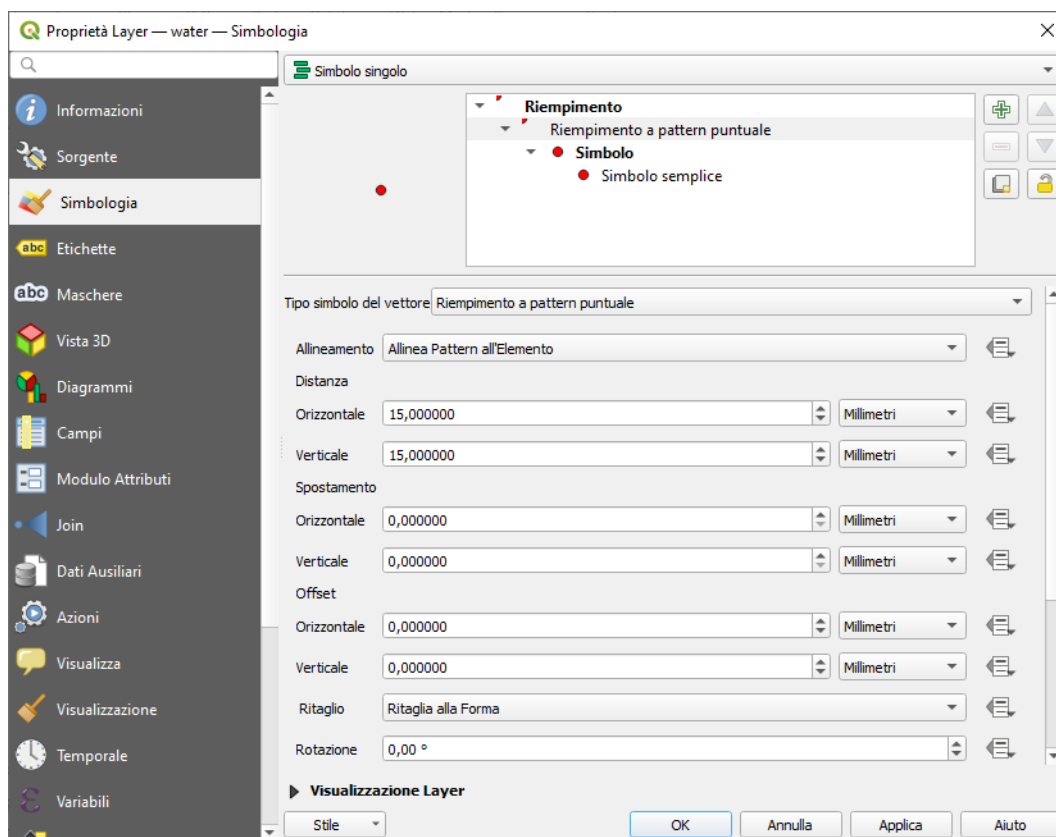 Proprietà Layer — water — Simbologia
Simbolo singolo
Informazioni
Sorgente
Simbologia
abc Etichette
abc Maschere
Vista 3D
Diagrammi
Campi
Modulo Attributi
Join
Dati Ausiliari
Azioni
Visualizza
Visualizzazione
Temporale
Variabili
Riempimento
Riempimento a pattern puntuale
Simbolo
Simbolo semplice
Tipo simbolo del vettore Riempimento a pattern puntuale
Allineamento Allinea Pattern all'Elemento
Distanza
Orizzontale 15,000000 Millimetri
Verticale 15,000000 Millimetri
Spostamento
Orizzontale 0,000000 Millimetri
Verticale 0,000000 Millimetri
Offset
Orizzontale 0,000000 Millimetri
Verticale 0,000000 Millimetri
Ritaglio Ritaglia alla Forma
Rotazione 0,00 °
Visualizzazione Layer
Stile OK Annulla Applica Aiuto